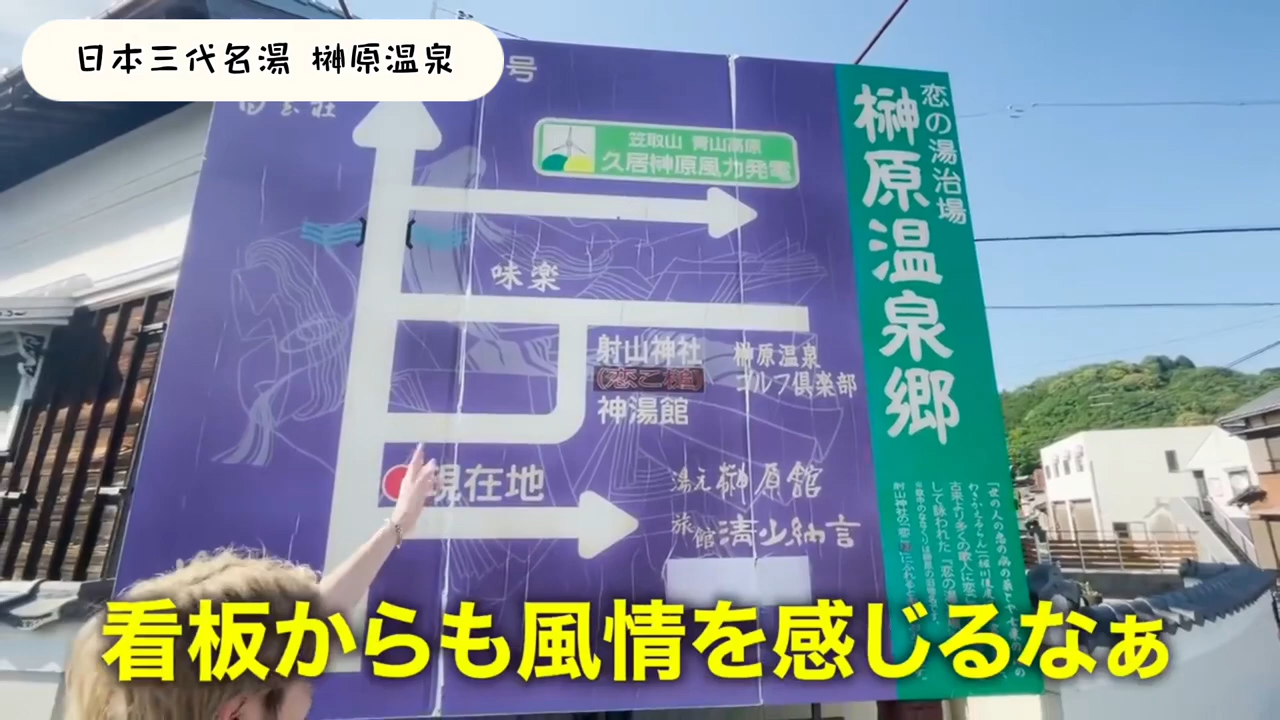 日本三代名湯 榊原温泉
号
笠取山 青山高原
久居榊原風力発電
味楽
射山神社
(恋こ槌)
神湯館
榊原温泉
ゴルフ倶楽部
現在地
湯元榊原舘
旅館清少納言
恋の湯治場
榊原温泉郷
看板からも風情を感じるなぁ